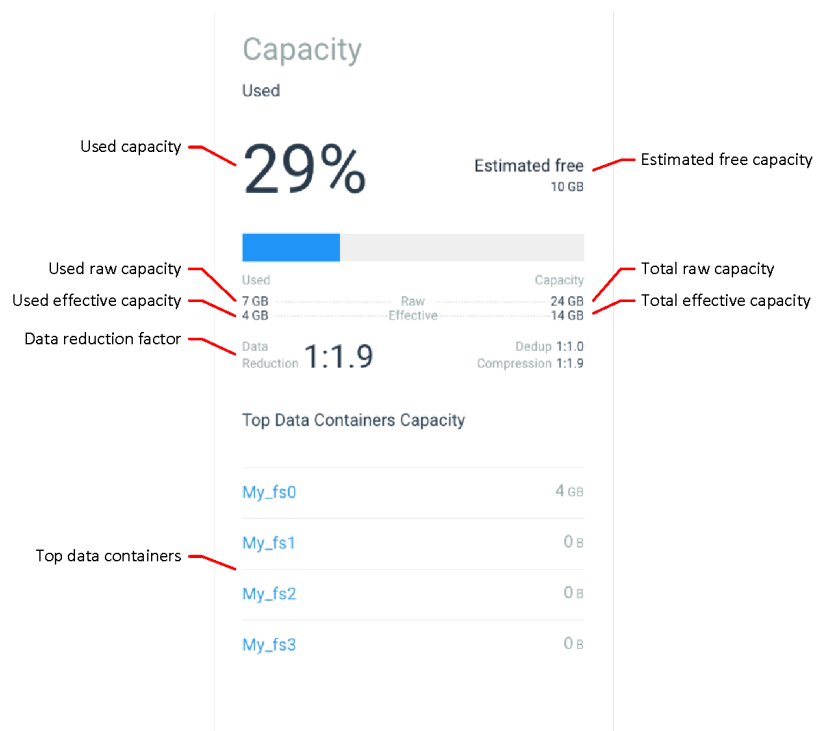 Capacity
Used
Used capacity
29%
Estimated free
10 GB
Estimated free capacity
Used raw capacity
Used
Capacity
Total raw capacity
7 GB
Raw
24 GB
Used effective capacity
4 GB
Effective
14 GB
Total effective capacity
Data reduction factor
Data
Reduction
1:1.9
Dedup 1:1.0
Compression 1:1.9
Top Data Containers Capacity
My_fs0 4 GB
My_fs1 0 B
Top data containers
My_fs2 0 B
My_fs3 0 B